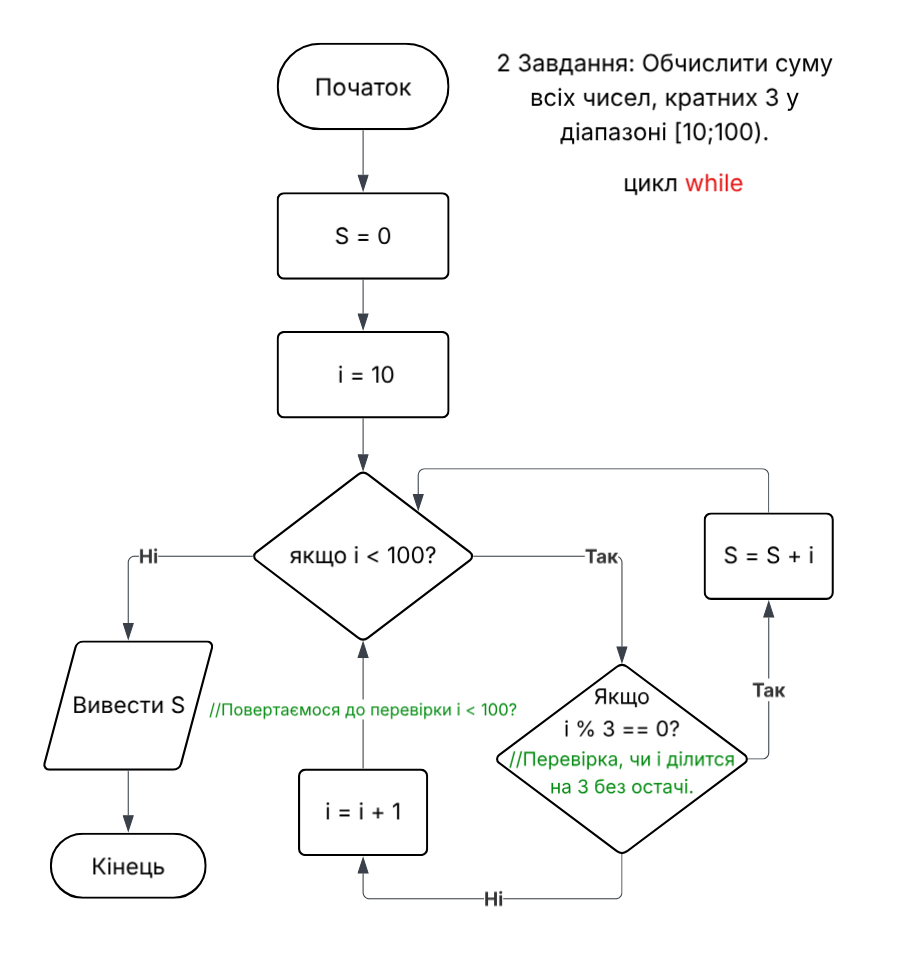 Початок
2 Завдання: Обчислити суму
всіх чисел, кратних 3 у
діапазоні [10;100).
цикл while
S = 0
i = 10
якщо i < 100?
Ні
Так
S = S + i
Вивести S
//Повертаємося до перевірки i < 100?
Якщо
i % 3 == 0?
//Перевірка, чи і ділится
на 3 без остачі.
Так
i = i + 1
Кінець
Ні